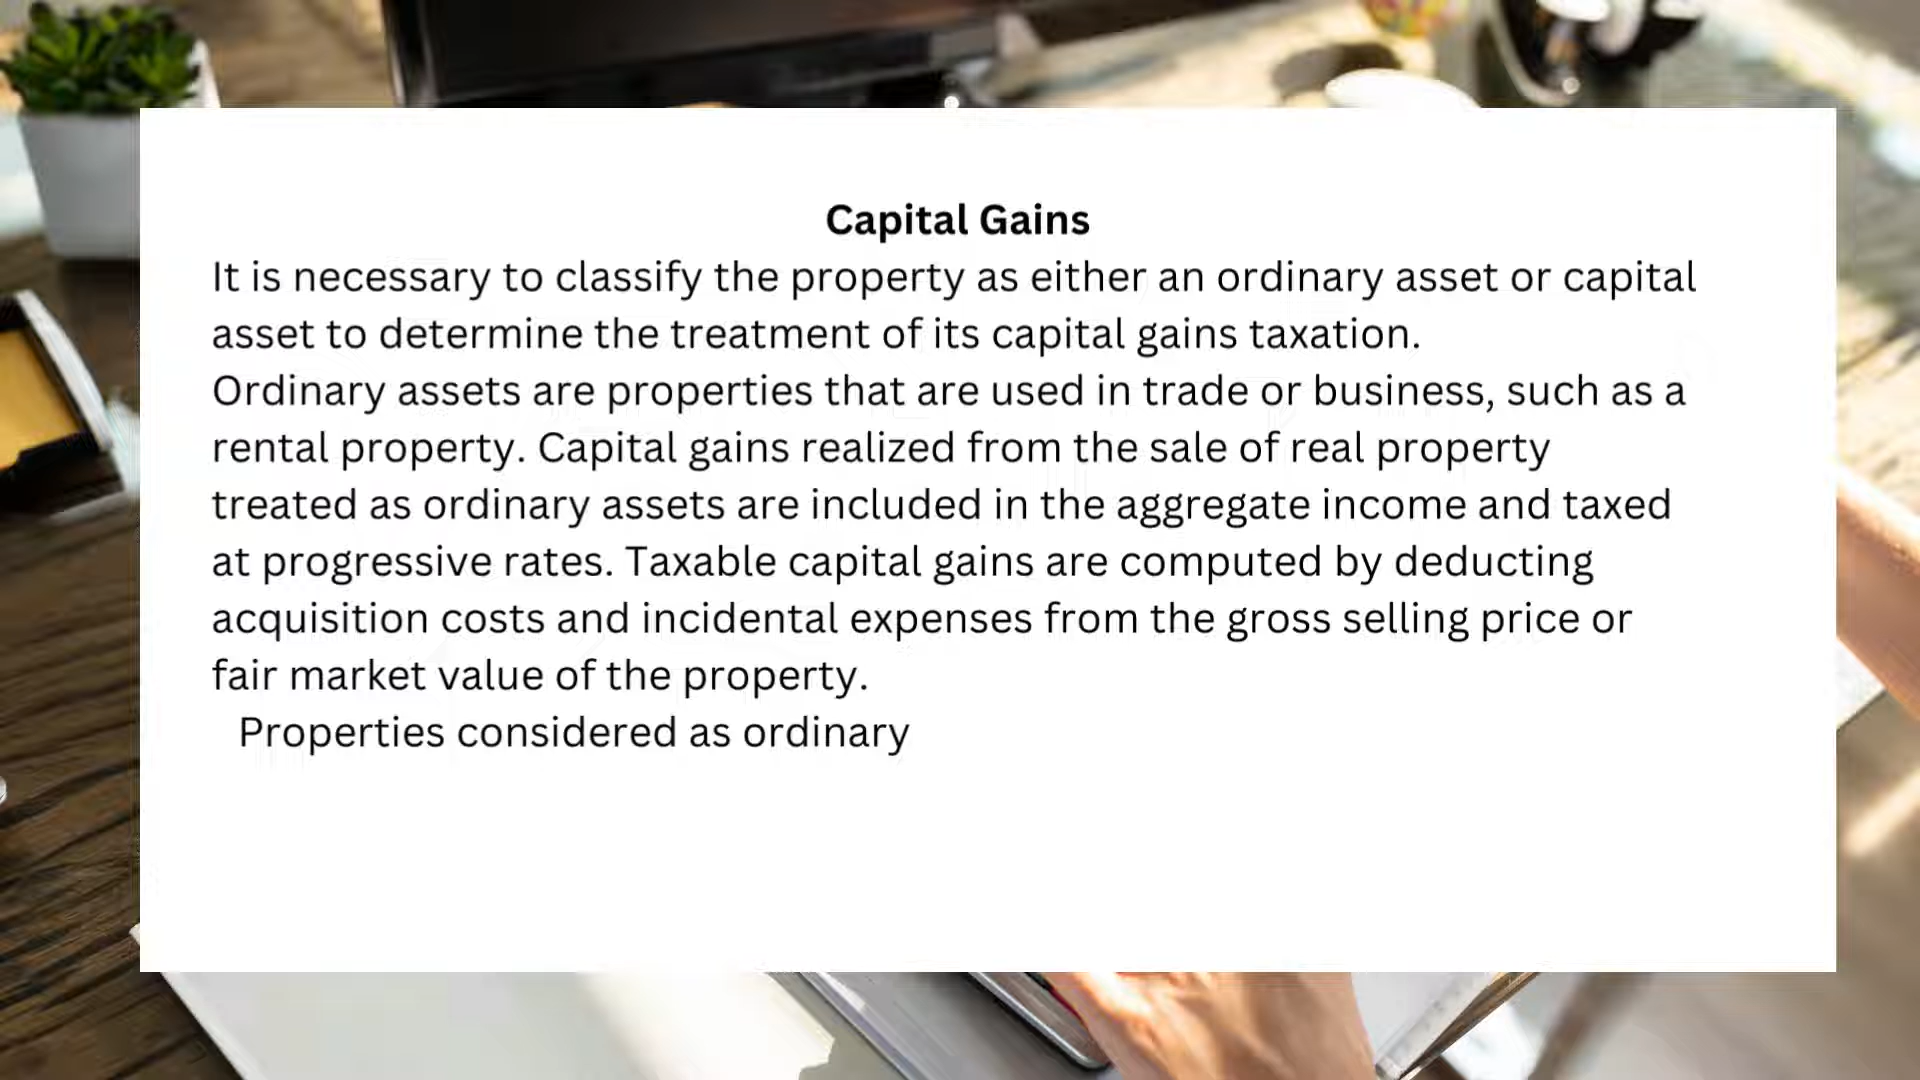 Capital Gains
It is necessary to classify the property as either an ordinary asset or capital
asset to determine the treatment of its capital gains taxation.
Ordinary assets are properties that are used in trade or business, such as a
rental property. Capital gains realized from the sale of real property
treated as ordinary assets are included in the aggregate income and taxed
at progressive rates. Taxable capital gains are computed by deducting
acquisition costs and incidental expenses from the gross selling price or
fair market value of the property.
Properties considered as ordinary